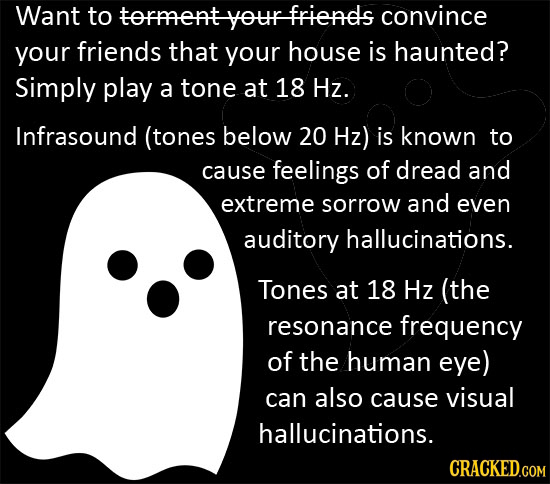 Want to torment your friends convince
your friends that your house is haunted?
Simply play a tone at 18 Hz.
Infrasound (tones below 20 Hz) is known to
cause feelings of dread and
extreme sorrow and even
auditory hallucinations.
Tones at 18 Hz (the
resonance frequency
of the human eye)
can also cause visual
hallucinations.
CRACKED.COM